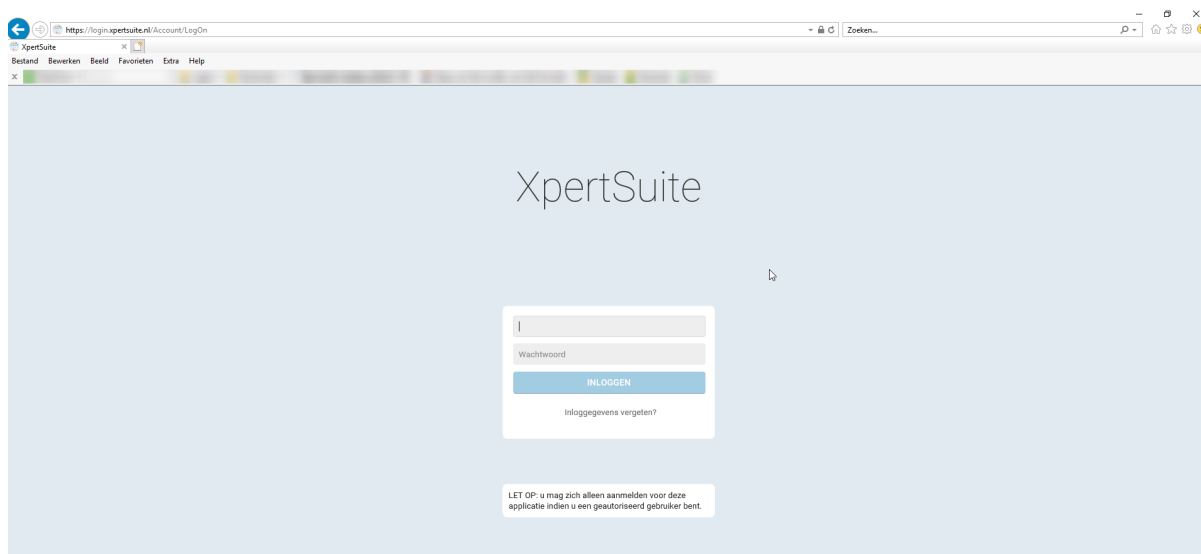 https://login.xpertsuite.nl/Account/LogOn
Zoeken...
XpertSuite
Bestand Bewerken Beeld Favorieten Extra Help
XpertSuite
Wachtwoord
INLOGGEN
Inloggegevens vergeten?
LET OP: u mag zich alleen aanmelden voor deze
applicatie indien u een geautoriseerd gebruiker bent.